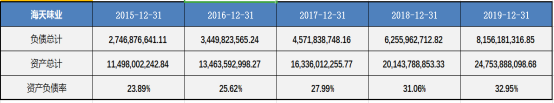 海天味业 2015-12-31 2016-12-31 2017-12-31 2018-12-31 2019-12-31
负债总计 2,746,876,641.11 3,449,823,565.24 4,571,838,748.16 6,255,962,712.82 8,156,181,316.85
资产总计 11,498,002,242.84 13,463,592,998.27 16,336,012,255.77 20,143,788,853.33 24,753,888,098.68
资产负债率 23.89% 25.62% 27.99% 31.06% 32.95%